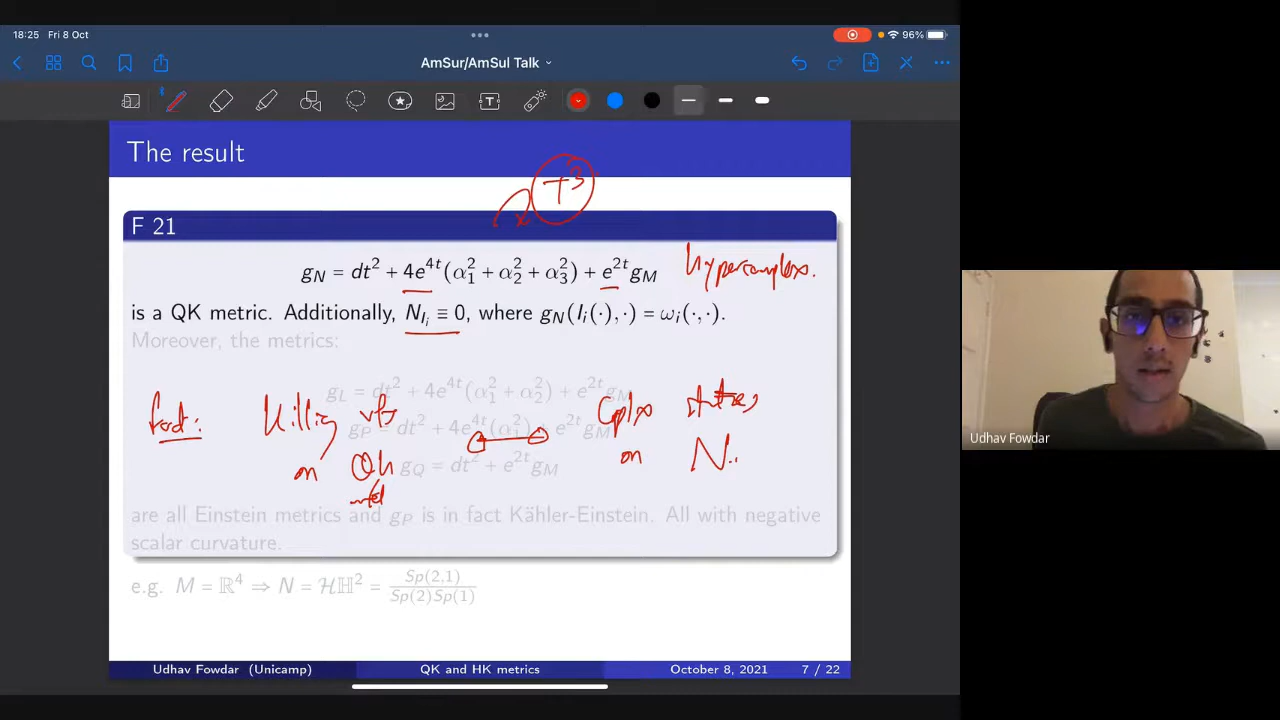 18:25 Fri 8 Oct
96%
AmSur/AmSul Talk
The result
T³
F 21
g_N = dt² + 4e^{4t}(α₁² + α₂² + α₃²) + e^{2t}g_M
hypercomplex.
is a QK metric. Additionally, N_{I_i} ≡ 0, where g_N(I_i(·),·) = ω_i(·,·).
Moreover, the metrics:
g_L = dt² + 4e^{4t}(α₁² + α₂²) + e^{2t}g_M
fact: Killing vfs
Cplx
g_P = dt² + 4e^{4t}(α₁²) + e^{2t}g_M
on
on N..
g_Q = dt² + e^{2t}g_M
are all Einstein metrics and g_P is in fact Kähler-Einstein. All with negative
scalar curvature.
e.g. M = ℝ⁴ ⇒ N = ℋℍ² = Sp(2,1)/Sp(2)Sp(1)
Udhav Fowdar (Unicamp) QK and HK metrics October 8, 2021 7 / 22
Udhav Fowdar